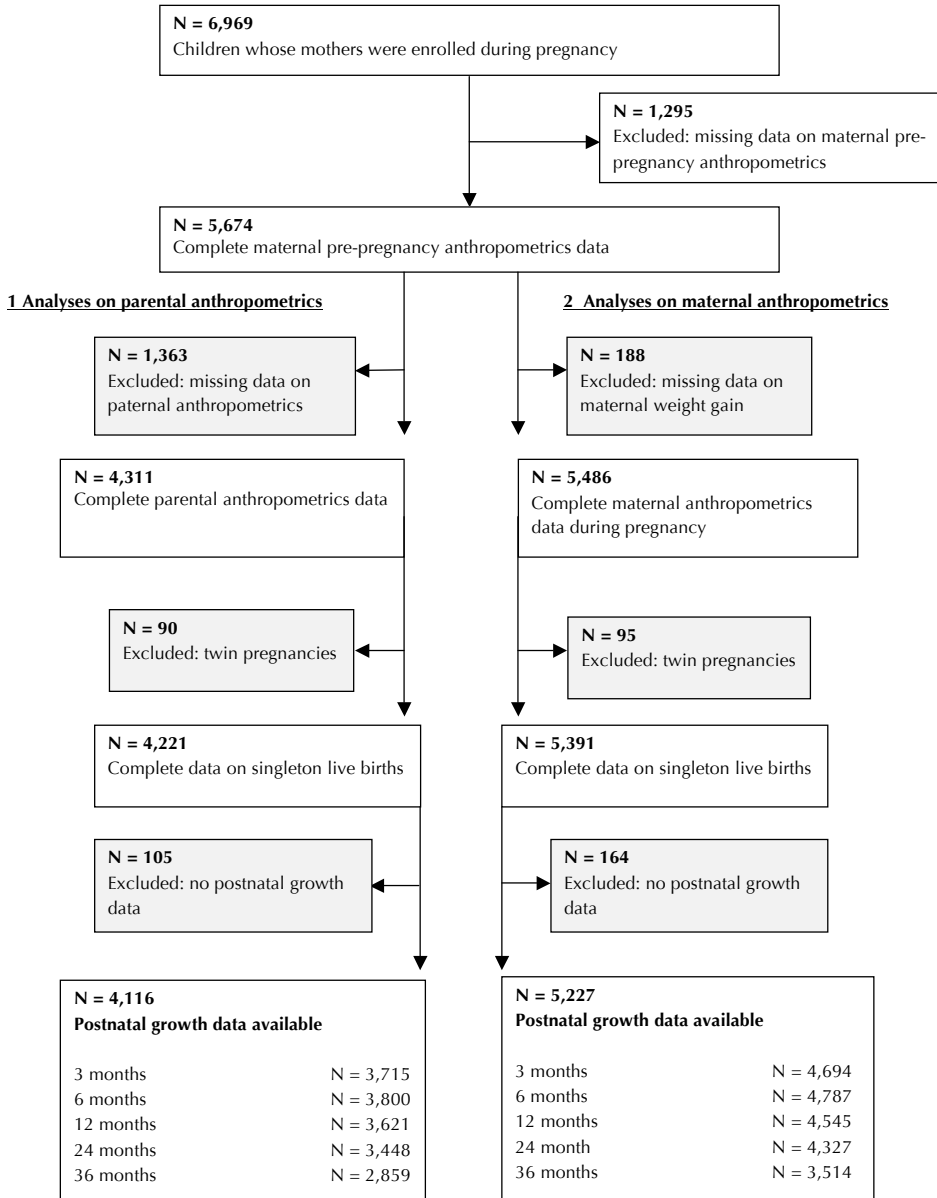 N = 6,969
Children whose mothers were enrolled during pregnancy
N = 1,295
Excluded: missing data on maternal pre-
pregnancy anthropometrics
N = 5,674
Complete maternal pre-pregnancy anthropometrics data
1 Analyses on parental anthropometrics
2 Analyses on maternal anthropometrics
N = 1,363
Excluded: missing data on
paternal anthropometrics
N = 188
Excluded: missing data on
maternal weight gain
N = 4,311
Complete parental anthropometrics data
N = 5,486
Complete maternal anthropometrics
data during pregnancy
N = 90
Excluded: twin pregnancies
N = 95
Excluded: twin pregnancies
N = 4,221
Complete data on singleton live births
N = 5,391
Complete data on singleton live births
N = 105
Excluded: no postnatal growth
data
N = 164
Excluded: no postnatal growth
data
N = 4,116
Postnatal growth data available
3 months N = 3,715
6 months N = 3,800
12 months N = 3,621
24 months N = 3,448
36 months N = 2,859
N = 5,227
Postnatal growth data available
3 months N = 4,694
6 months N = 4,787
12 months N = 4,545
24 month N = 4,327
36 months N = 3,514